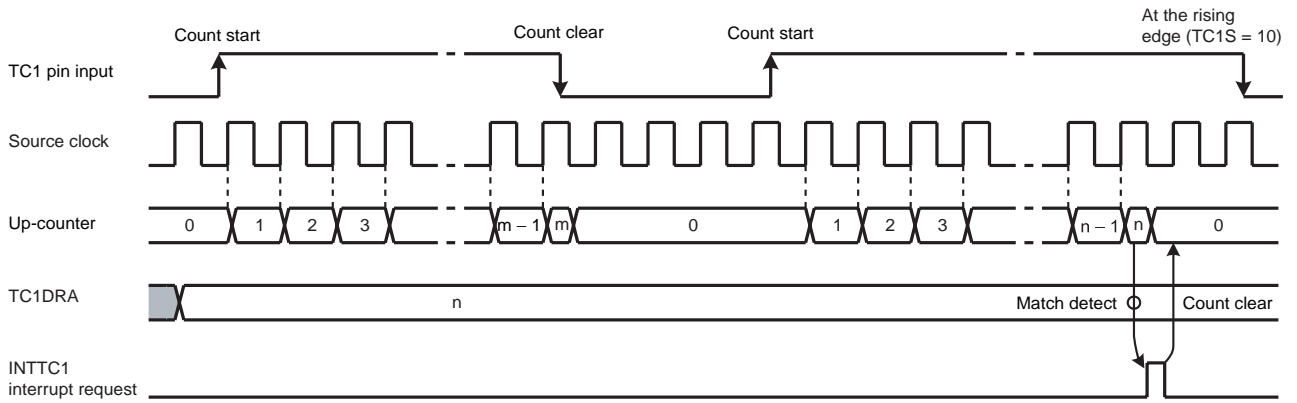 At the rising
edge (TC1S = 10)
Count start
Count clear
Count start
TC1 pin input
Source clock
Up-counter
0 1 2 3 m – 1 m 0 1 2 3 n – 1 n 0
TC1DRA
n
Match detect
Count clear
INTTC1
interrupt request